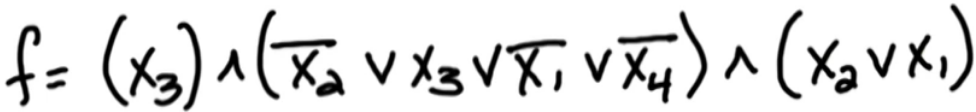 f = (x₃) ∧ (x̅₂ ∨ x₃ ∨ x̅₁ ∨ x̅₄) ∧ (x₂ ∨ x₁)